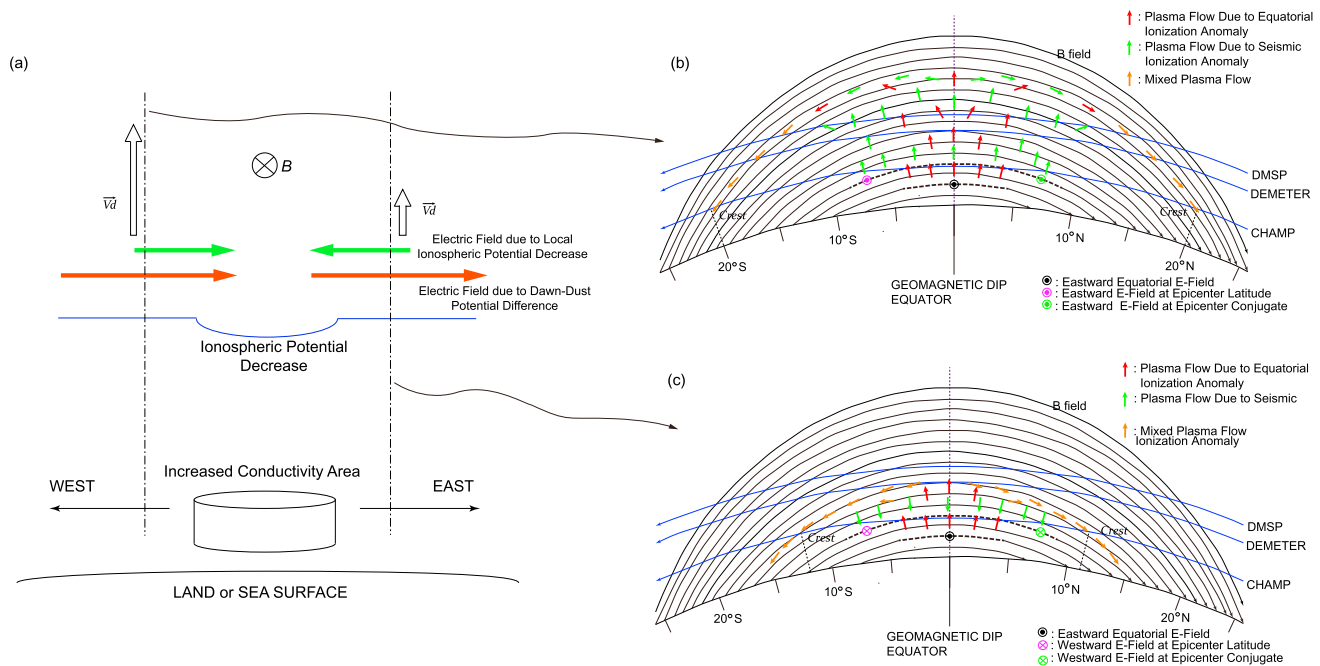 (a)
B
Vd
Vd
Electric Field due to Local
Ionospheric Potential Decrease
Electric Field due to Dawn-Dust
Potential Difference
Ionospheric Potential
Decrease
Increased Conductivity Area
WEST
EAST
LAND or SEA SURFACE
(b)
B field
: Plasma Flow Due to Equatorial
Ionization Anomaly
: Plasma Flow Due to Seismic
Ionization Anomaly
: Mixed Plasma Flow
DMSP
DEMETER
CHAMP
Crest
Crest
20°S
10°S
10°N
20°N
GEOMAGNETIC DIP
EQUATOR
: Eastward Equatorial E-Field
: Eastward E-Field at Epicenter Latitude
: Eastward E-Field at Epicenter Conjugate
(c)
B field
: Plasma Flow Due to Equatorial
Ionization Anomaly
: Plasma Flow Due to Seismic
: Mixed Plasma Flow
Ionization Anomaly
DMSP
DEMETER
CHAMP
Crest
Crest
20°S
10°S
10°N
20°N
GEOMAGNETIC DIP
EQUATOR
: Eastward Equatorial E-Field
: Westward E-Field at Epicenter Latitude
: Westward E-Field at Epicenter Conjugate